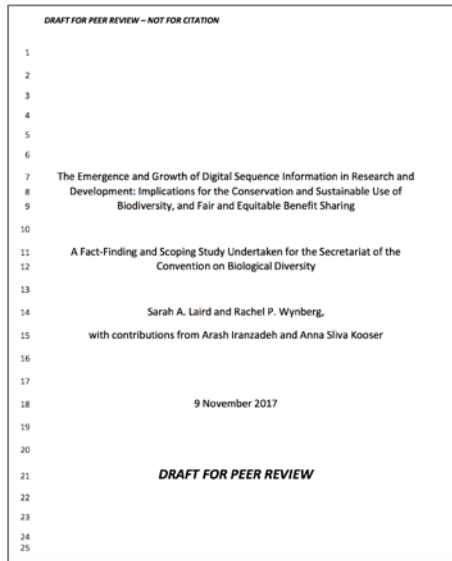 DRAFT FOR PEER REVIEW – NOT FOR CITATION
1
2
3
4
5
6
7 The Emergence and Growth of Digital Sequence Information in Research and
8 Development: Implications for the Conservation and Sustainable Use of
9 Biodiversity, and Fair and Equitable Benefit Sharing
10
11 A Fact-Finding and Scoping Study Undertaken for the Secretariat of the
12 Convention on Biological Diversity
13
14 Sarah A. Laird and Rachel P. Wynberg,
15 with contributions from Arash Iranzadeh and Anna Sliva Kooser
16
17
18 9 November 2017
19
20
21 DRAFT FOR PEER REVIEW
22
23
24
25